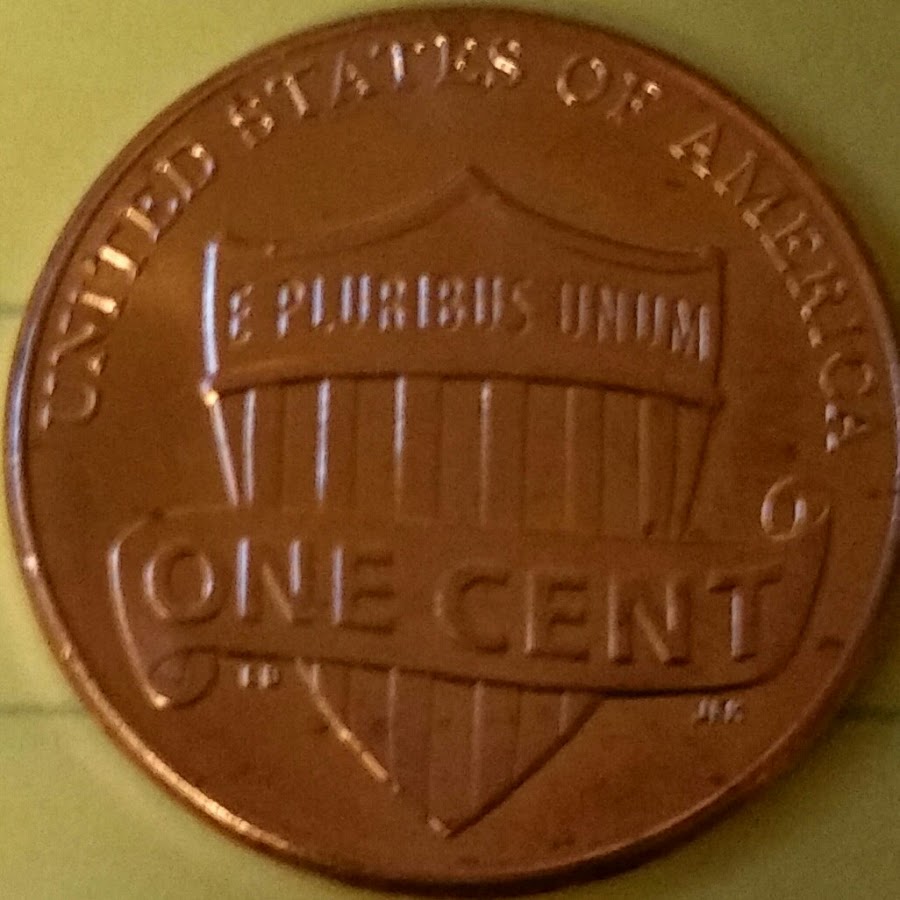 UNITED STATES OF AMERICA
E PLURIBUS UNUM
ONE CENT